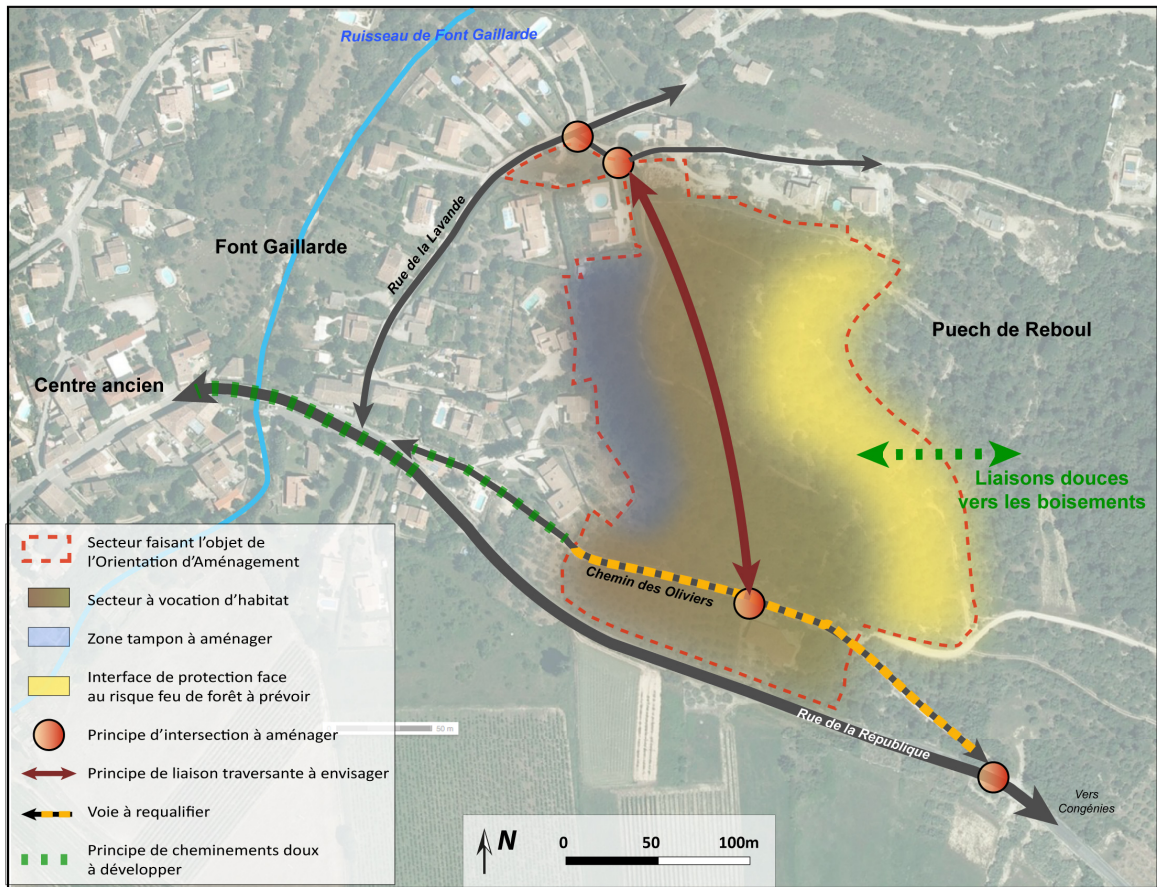 Ruisseau de Font Gaillarde
Rue de la Lavande
Font Gaillarde
Puech de Reboul
Centre ancien
Liaisons douces
vers les boisements
Chemin des Oliviers
Rue de la République
Vers
Congénies
Secteur faisant l'objet de
l'Orientation d'Aménagement
Secteur à vocation d'habitat
Zone tampon à aménager
Interface de protection face
au risque feu de forêt à prévoir
Principe d'intersection à aménager
Principe de liaison traversante à envisager
Voie à requalifier
Principe de cheminements doux
à développer
50 m
N
0 50 100m